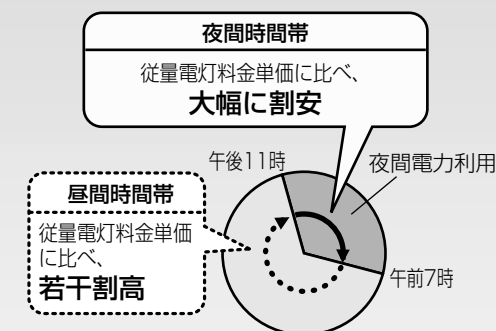 夜間時間帯
従量電灯料金単価に比べ、
大幅に割安
午後11時
夜間電力利用
昼間時間帯
従量電灯料金単価
に比べ、
若干割高
午前7時